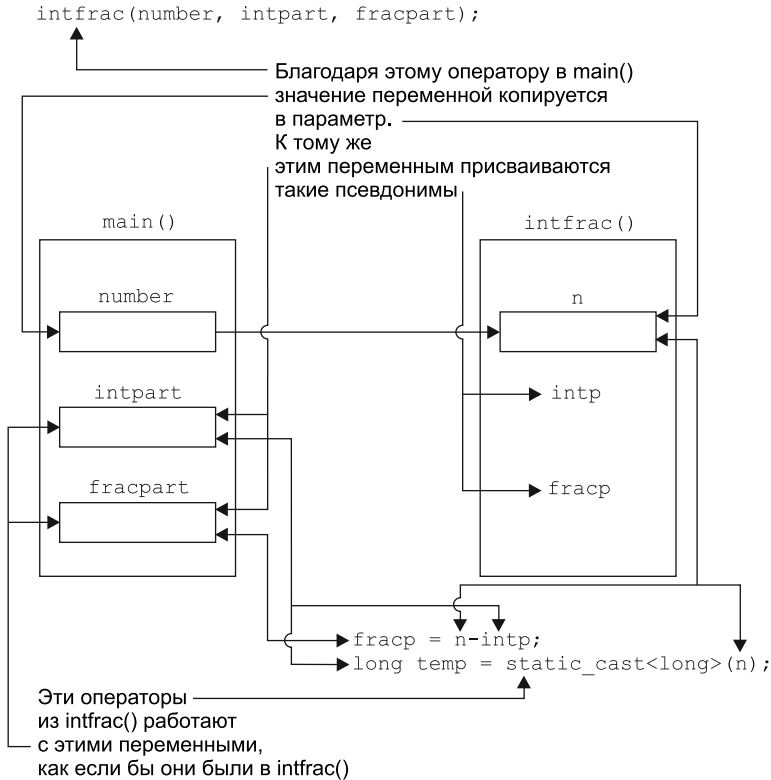 intfrac(number, intpart, fracpart);
Благодаря этому оператору в main()
значение переменной копируется
в параметр.
К тому же
этим переменным присваиваются
такие псевдонимы
main()
intfrac()
number
n
intpart
intp
fracpart
fracp
fracp = n-intp;
long temp = static_cast<long>(n);
Эти операторы
из intfrac() работают
с этими переменными,
как если бы они были в intfrac()